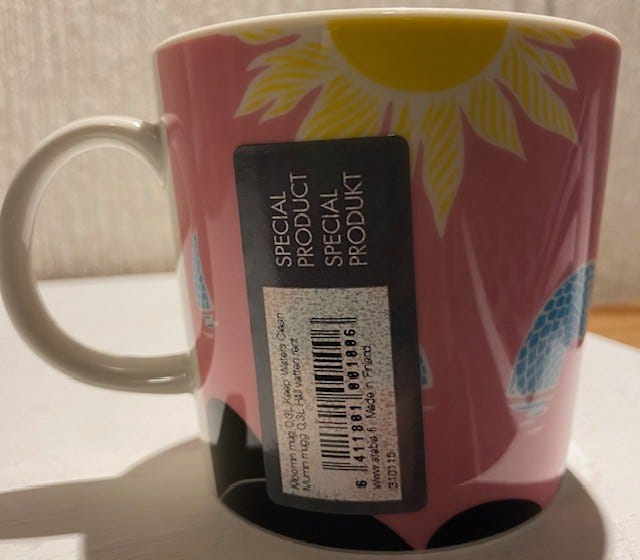 SPECIAL
PRODUCT
SPECIAL
PRODUKT
Moomin mug 0,3L Keep Waters Clean
Mumin mugg 0,3L Håll Vatten rent
6 411801 001006
www.arabia.fi Made in Finland